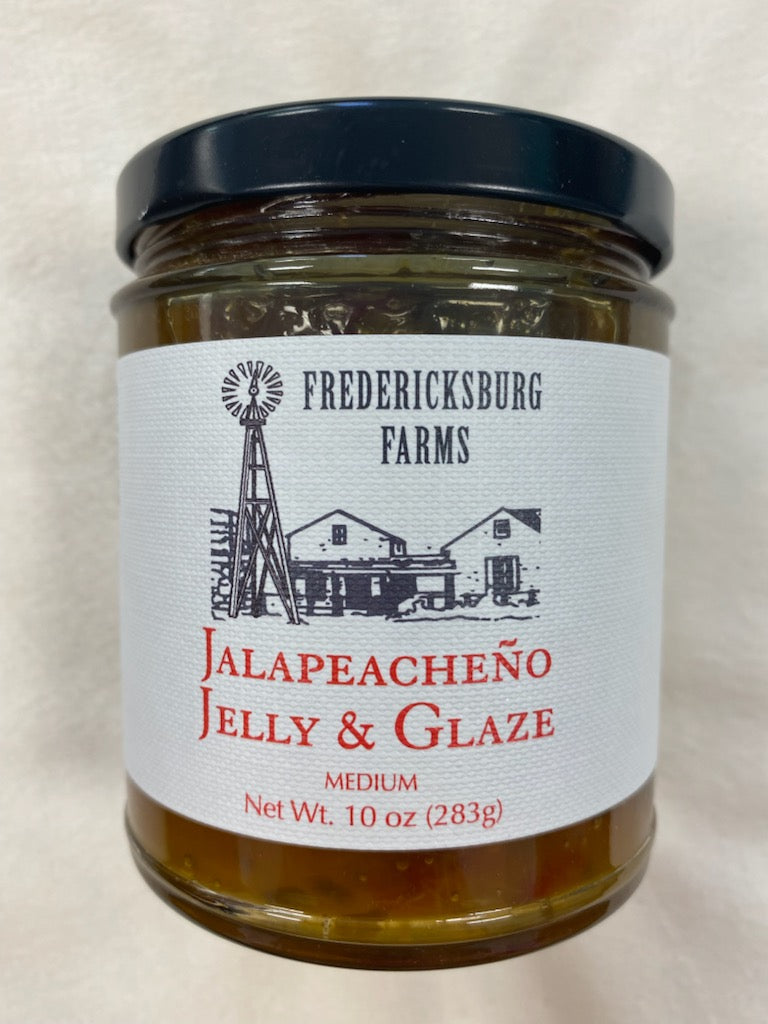 FREDERICKSBURG
FARMS
JALAPEACHEÑO
JELLY & GLAZE
MEDIUM
Net Wt. 10 oz (283g)